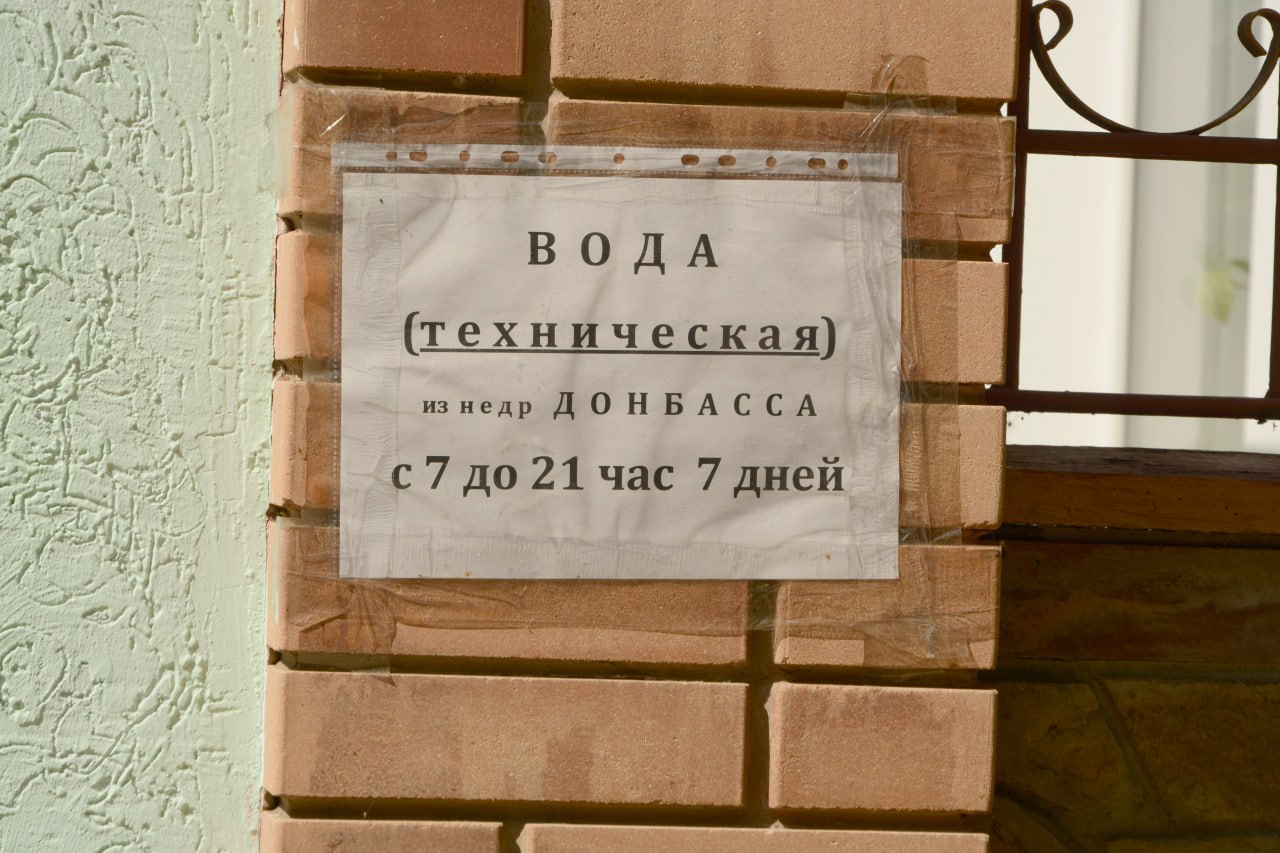 ВОДА
(техническая)
из недр ДОНБАССА
с 7 до 21 час 7 дней